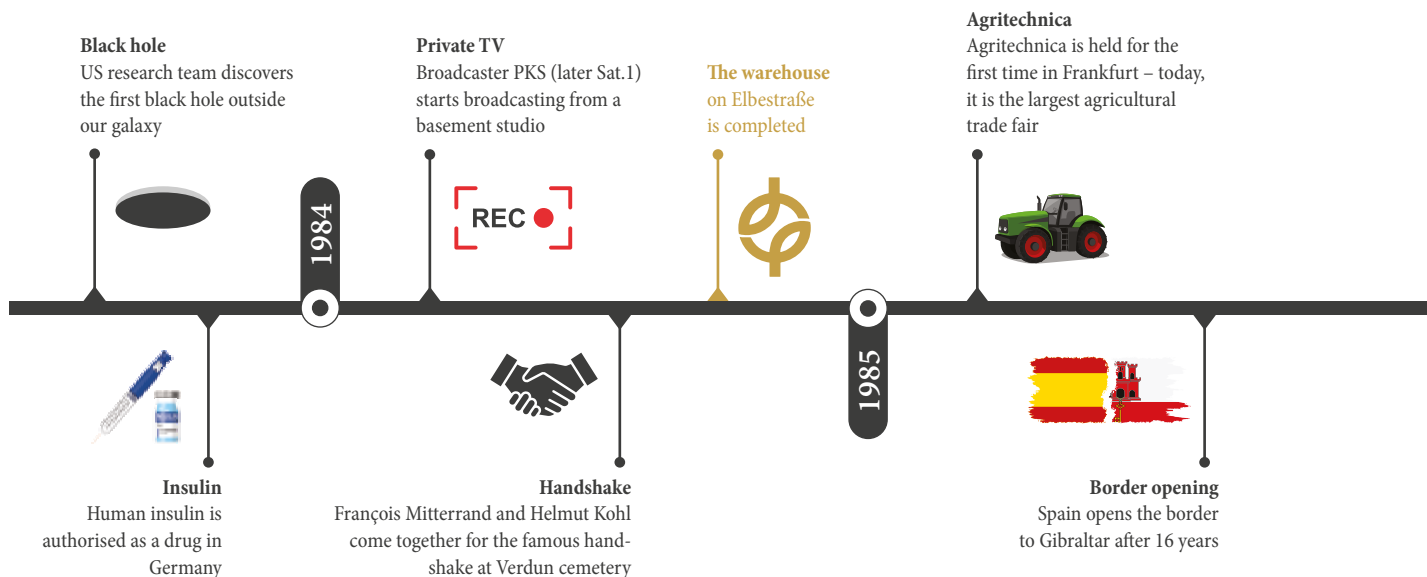 Black hole
US research team discovers
the first black hole outside
our galaxy
Insulin
Human insulin is
authorised as a drug in
Germany
1984
Private TV
Broadcaster PKS (later Sat.1)
starts broadcasting from a
basement studio
REC
Handshake
François Mitterrand and Helmut Kohl
come together for the famous hand-
shake at Verdun cemetery
The warehouse
on Elbestraße
is completed
1985
Agritechnica
Agritechnica is held for the
first time in Frankfurt – today,
it is the largest agricultural
trade fair
Border opening
Spain opens the border
to Gibraltar after 16 years